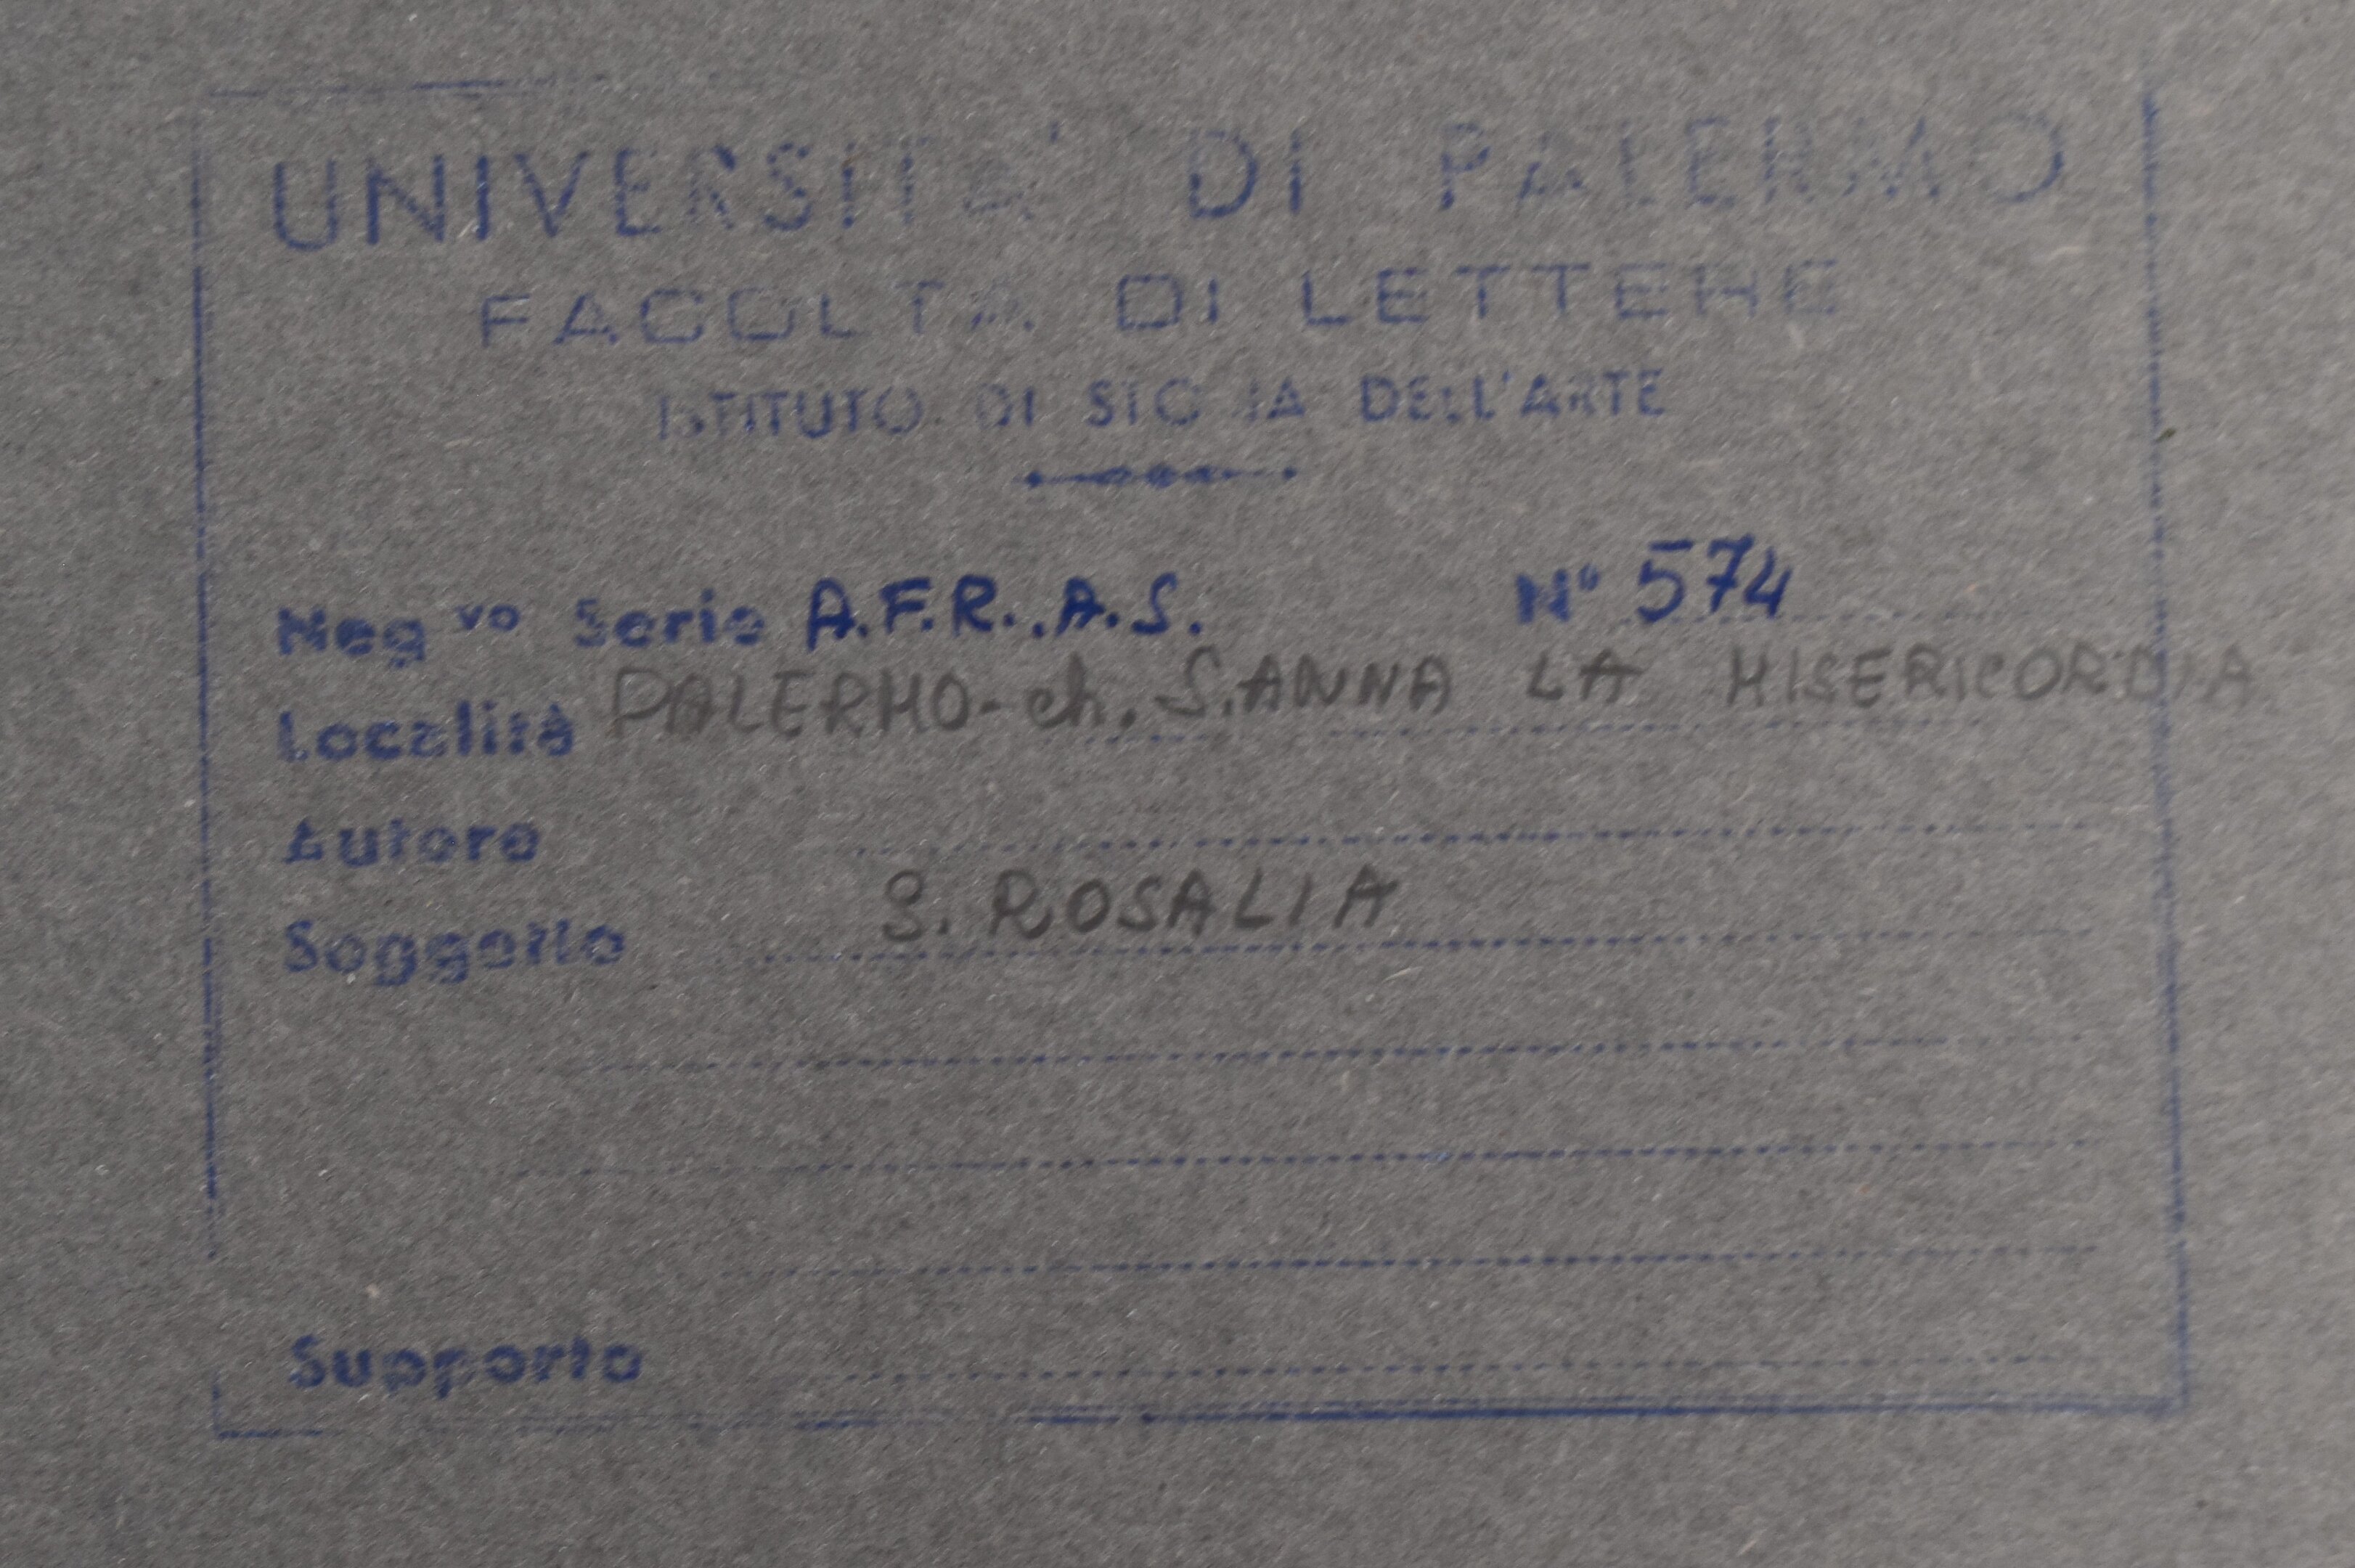 UNIVERSITA' DI PALERMO
FACOLTA DI LETTERE
ISTITUTO DI STORIA DELL'ARTE
Neg.vo Serie A.F.R..A.S. N° 574
Località PALERMO-ch. S.ANNA LA MISERICORDIA
Autore
Soggetto S. ROSALIA
Supporto